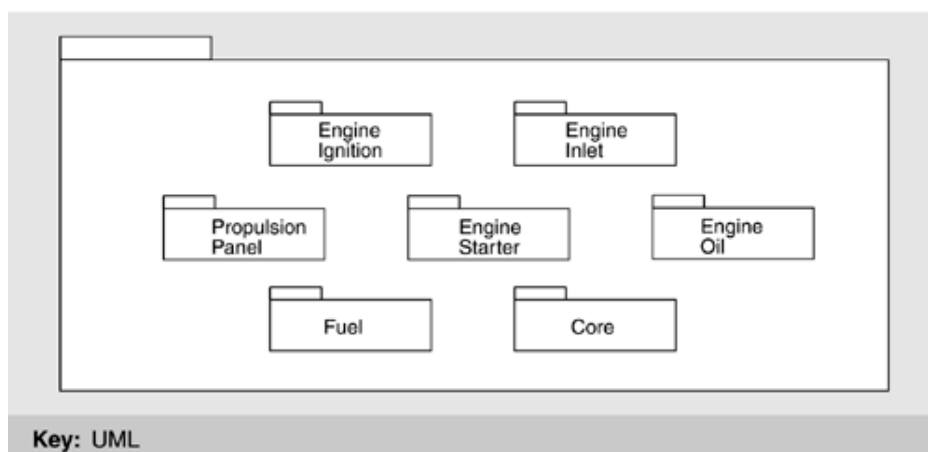 Engine
Ignition
Engine
Inlet
Propulsion
Panel
Engine
Starter
Engine
Oil
Fuel
Core
Key: UML